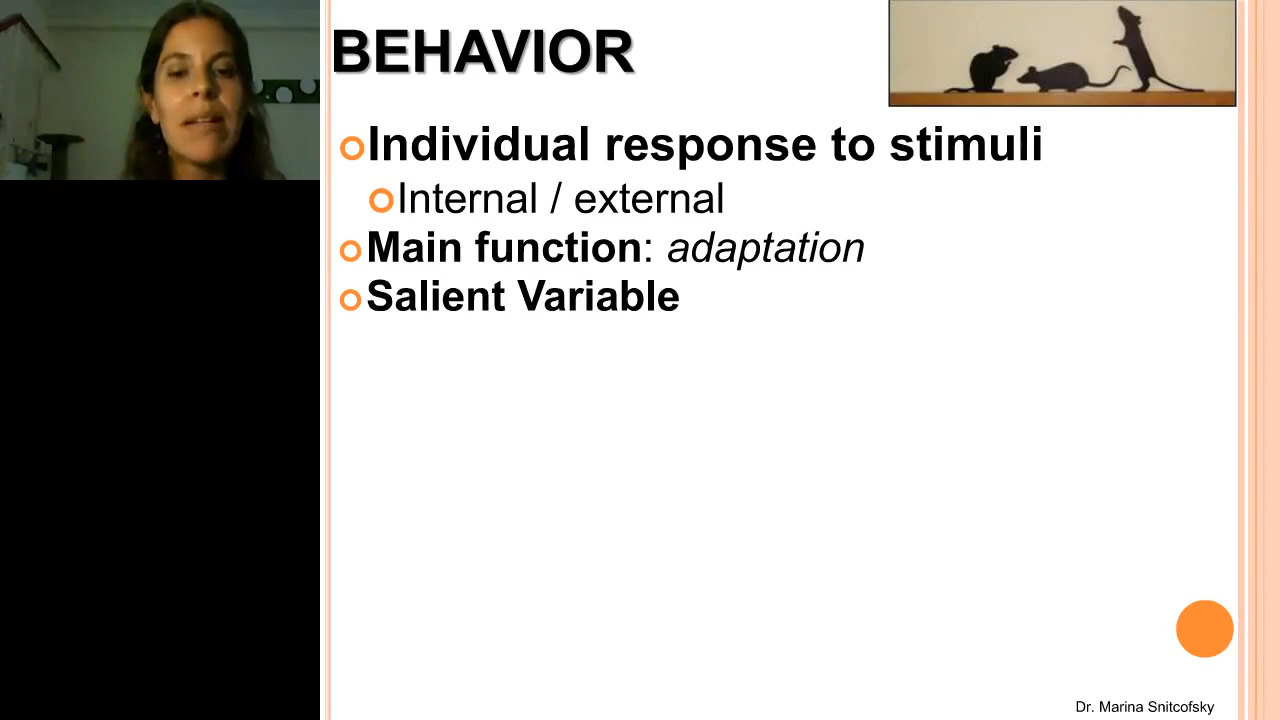 BEHAVIOR
Individual response to stimuli
Internal / external
Main function: adaptation
Salient Variable
Dr. Marina Snitcofsky